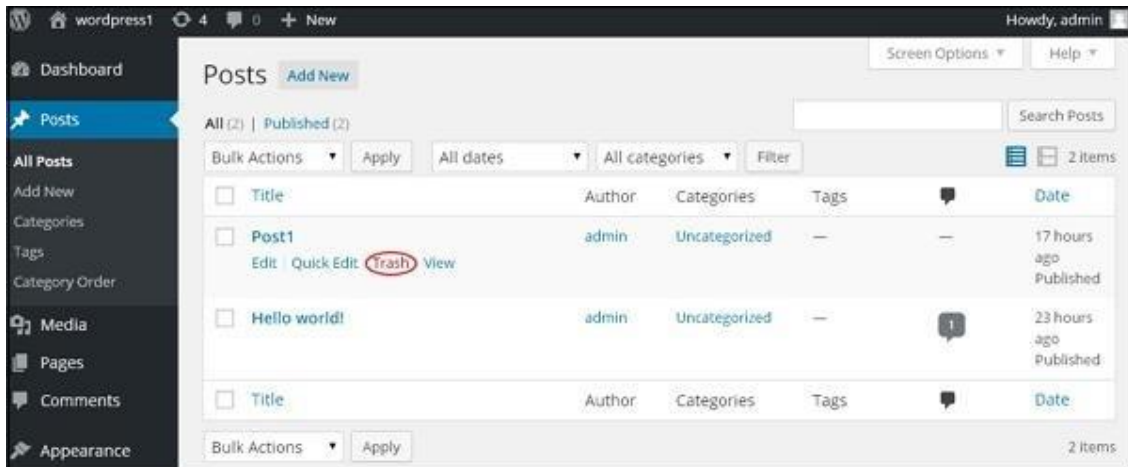 wordpress1 4 0 + New Howdy, admin
Dashboard
Posts
All Posts
Add New
Categories
Tags
Category Order
Media
Pages
Comments
Appearance
Screen Options ▼ Help ▼
Posts Add New
All (2) | Published (2)
Search Posts
Bulk Actions ▼ Apply All dates ▼ All categories ▼ Filter 2 items
Title Author Categories Tags Date
Post1 admin Uncategorized — — 17 hours
ago
Published
Edit | Quick Edit Trash View
Hello world! admin Uncategorized — 1 23 hours
ago
Published
Title Author Categories Tags Date
Bulk Actions ▼ Apply 2 items